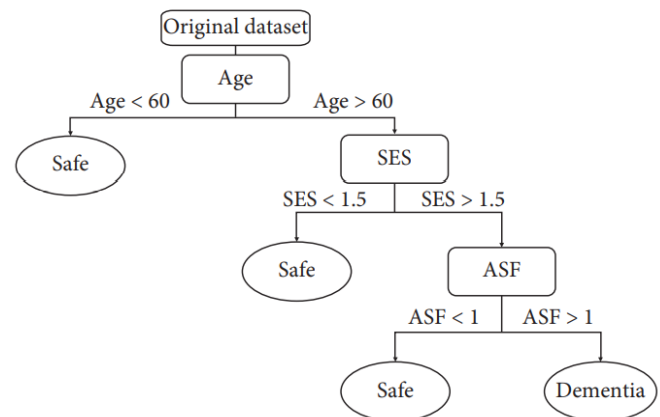 Original dataset
Age
Age < 60
Age > 60
Safe
SES
SES < 1.5
SES > 1.5
Safe
ASF
ASF < 1
ASF > 1
Safe
Dementia